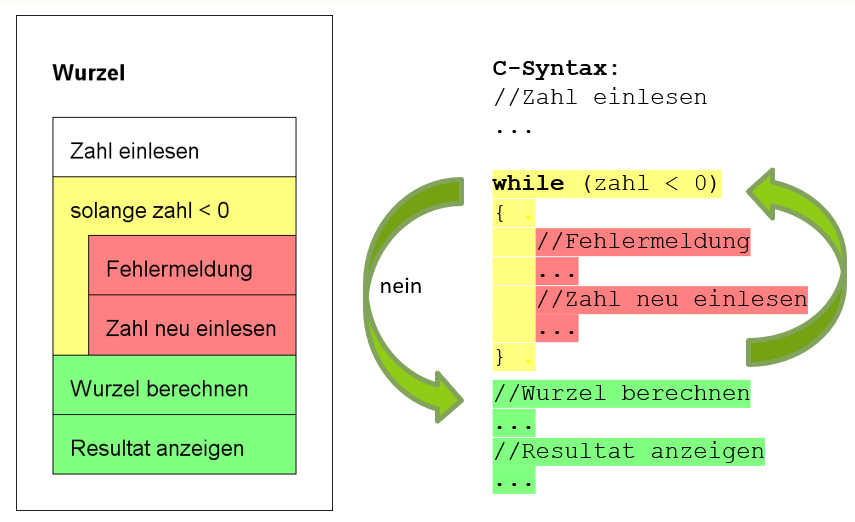 Wurzel
Zahl einlesen
solange zahl < 0
Fehlermeldung
Zahl neu einlesen
Wurzel berechnen
Resultat anzeigen
nein
C-Syntax:
//Zahl einlesen
...
while (zahl < 0)
{ .
//Fehlermeldung
...
//Zahl neu einlesen
...
} .
//Wurzel berechnen
...
//Resultat anzeigen
...